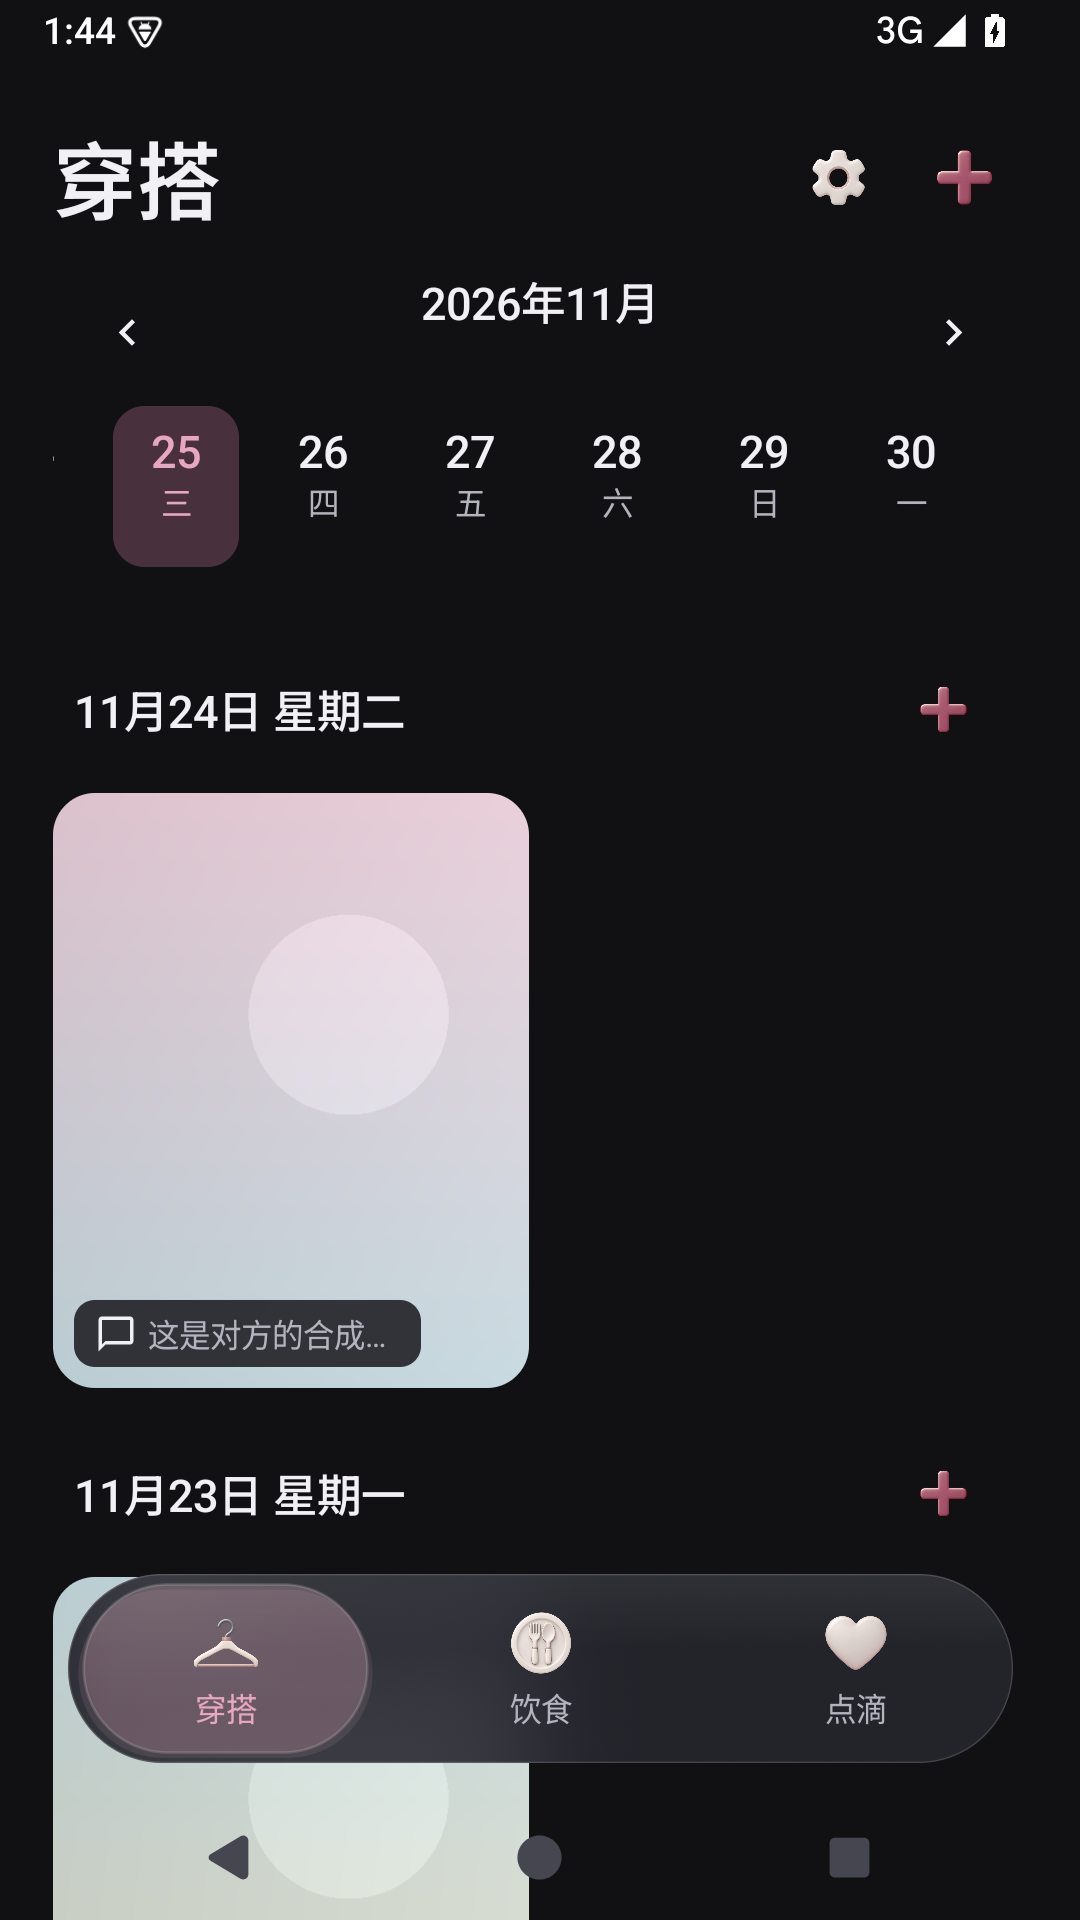 1:44
3G
穿搭
2026年11月
25 26 27 28 29 30
三 四 五 六 日 一
11月24日 星期二
这是对方的合成...
11月23日 星期一
穿搭 饮食 点滴